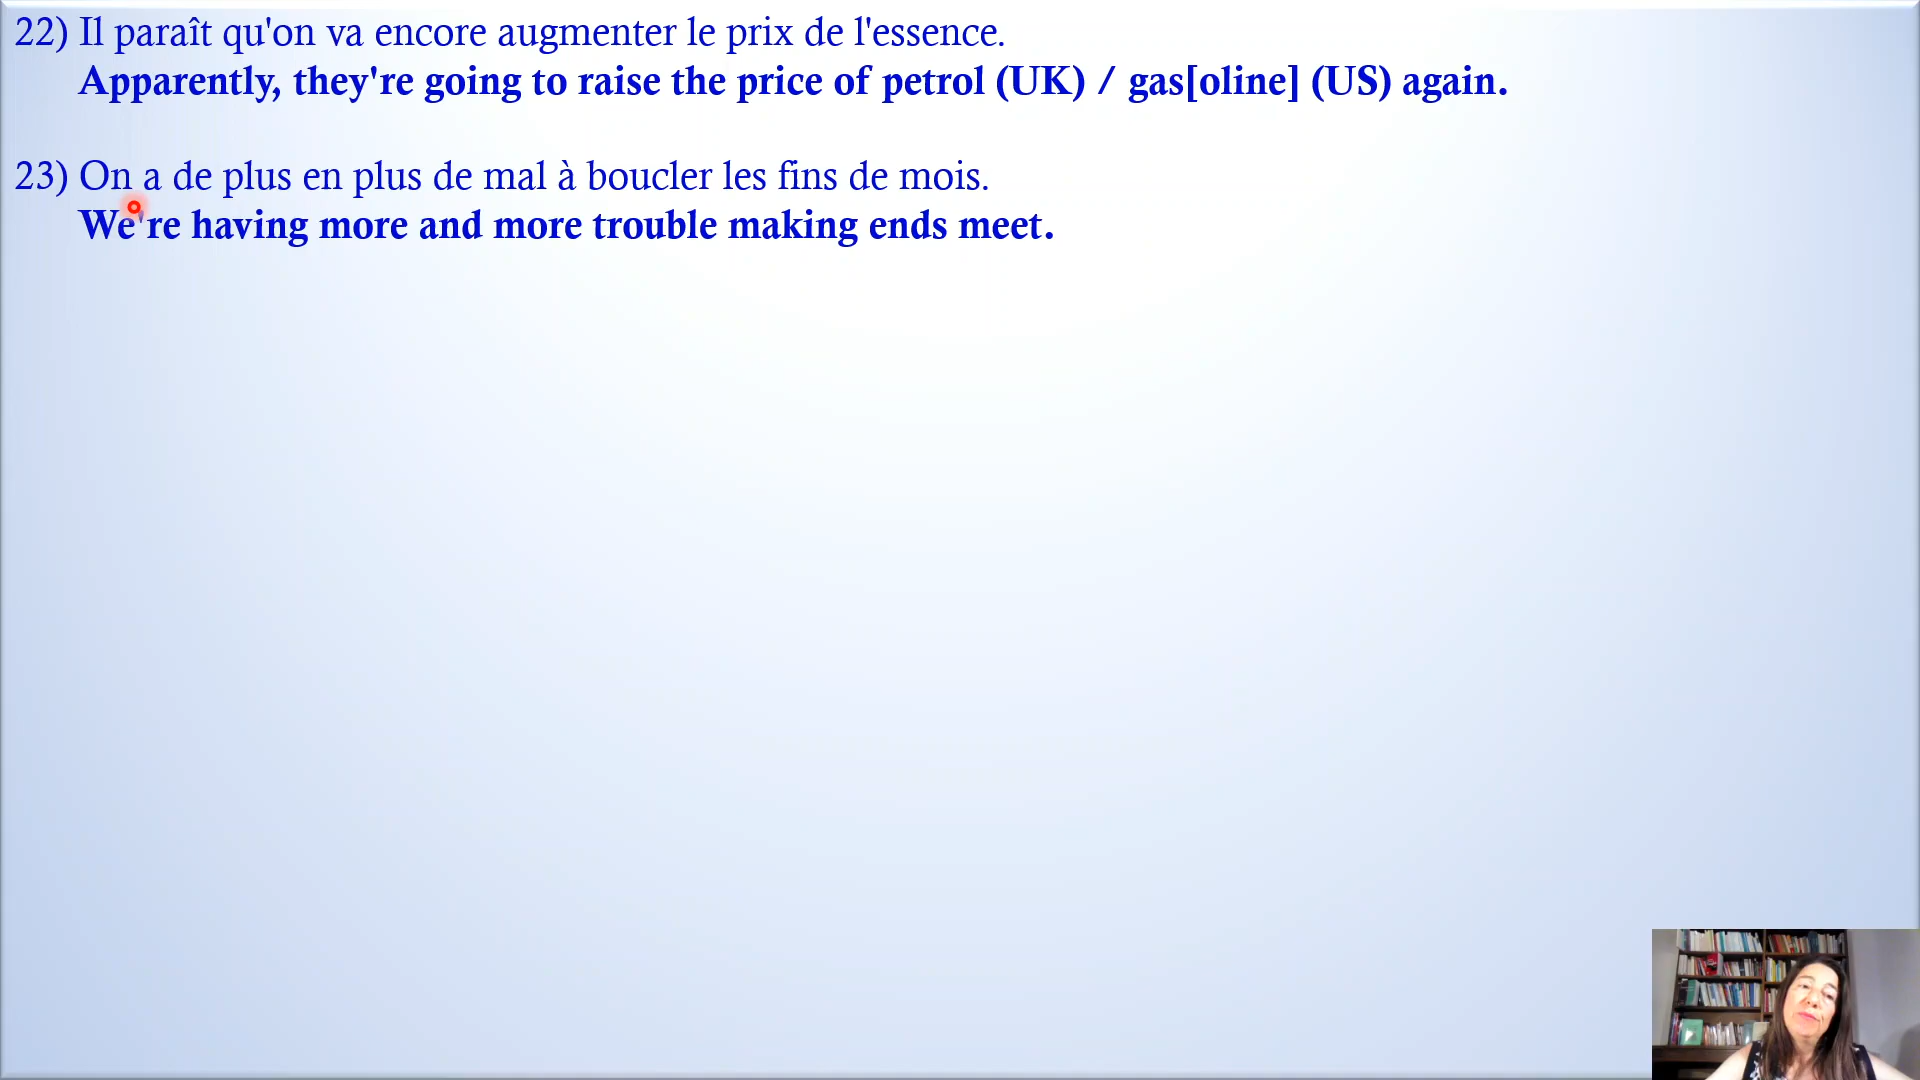 22) Il paraît qu'on va encore augmenter le prix de l'essence.
Apparently, they're going to raise the price of petrol (UK) / gas[oline] (US) again.
23) On a de plus en plus de mal à boucler les fins de mois.
We're having more and more trouble making ends meet.